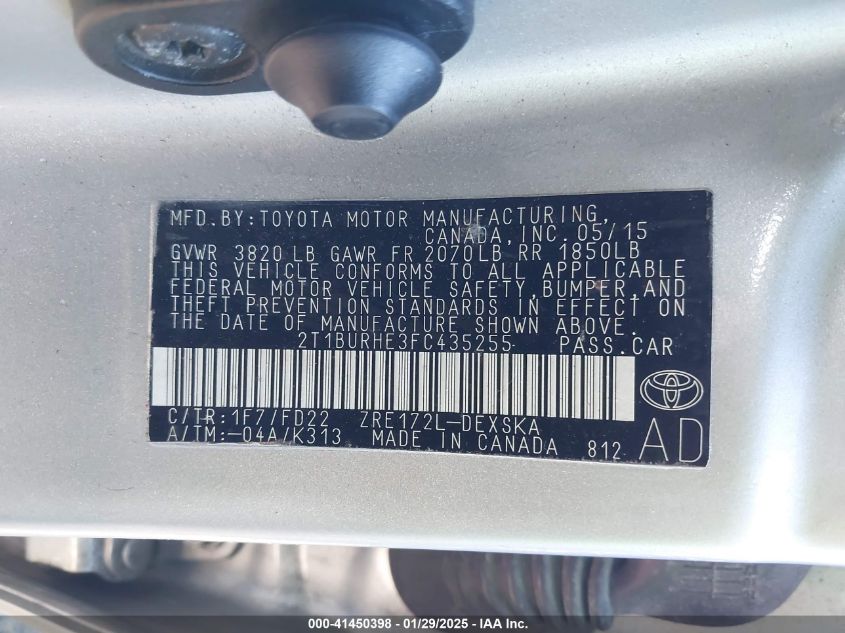 MFD.BY:TOYOTA MOTOR MANUFACTURING,
CANADA,INC. 05/15
GVWR 3820 LB GAWR FR 2070LB RR 1850LB
THIS VEHICLE CONFORMS TO ALL APPLICABLE
FEDERAL MOTOR VEHICLE SAFETY,BUMPER,AND
THEFT PREVENTION STANDARDS IN EFFECT ON
THE DATE OF MANUFACTURE SHOWN ABOVE.
2T1BURHE3FC435255 PASS.CAR
C/TR:1F7/FD22 ZRE172L-DEXSKA
A/TM:-04A/K313 MADE IN CANADA 812 AD
000-41450398 - 01/29/2025 - IAA Inc.